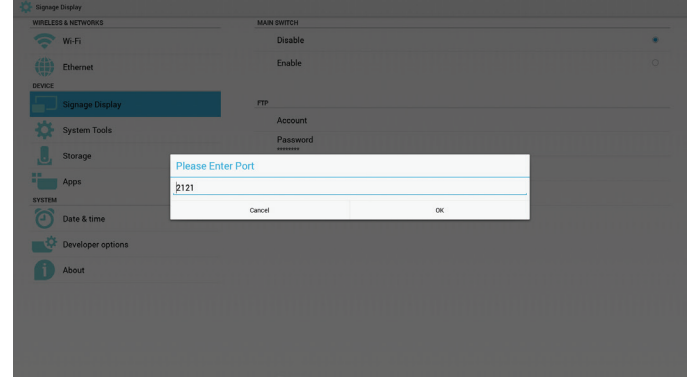 Signage Display
WIRELESS & NETWORKS
Wi-Fi
Ethernet
DEVICE
Signage Display
System Tools
Storage
Apps
SYSTEM
Date & time
Developer options
About
MAIN SWITCH
Disable
Enable
FTP
Account
Password
********
Please Enter Port
2121
Cancel
OK